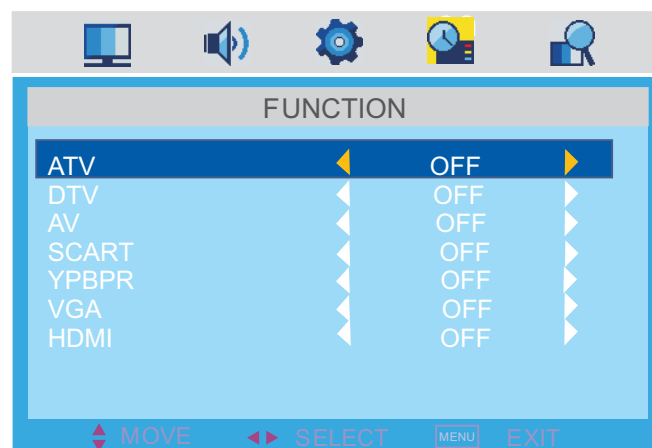 FUNCTION
ATV OFF
DTV OFF
AV OFF
SCART OFF
YPBPR OFF
VGA OFF
HDMI OFF
MOVE SELECT MENU EXIT